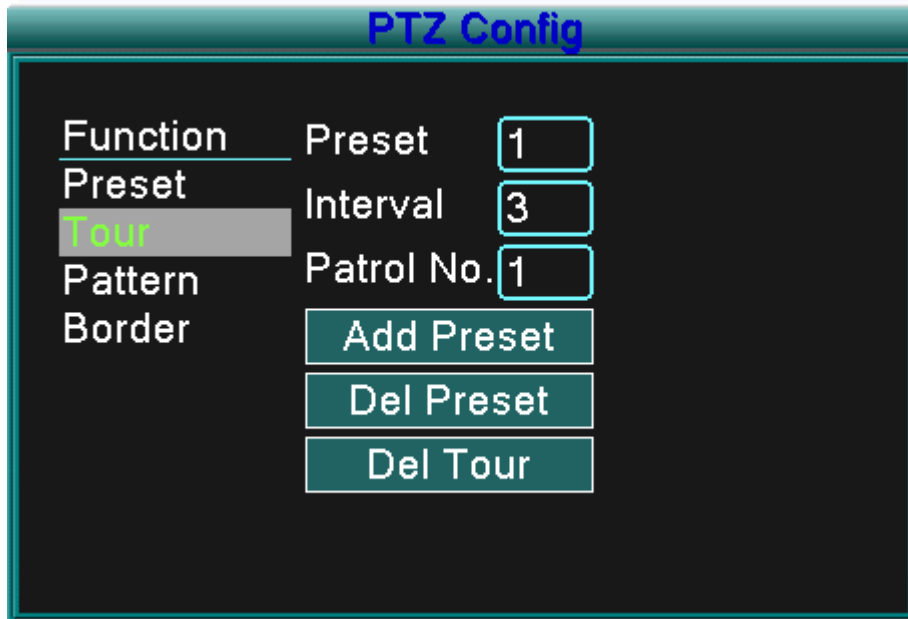 PTZ Config
Function
Preset
Tour
Pattern
Border
Preset 1
Interval 3
Patrol No. 1
Add Preset
Del Preset
Del Tour